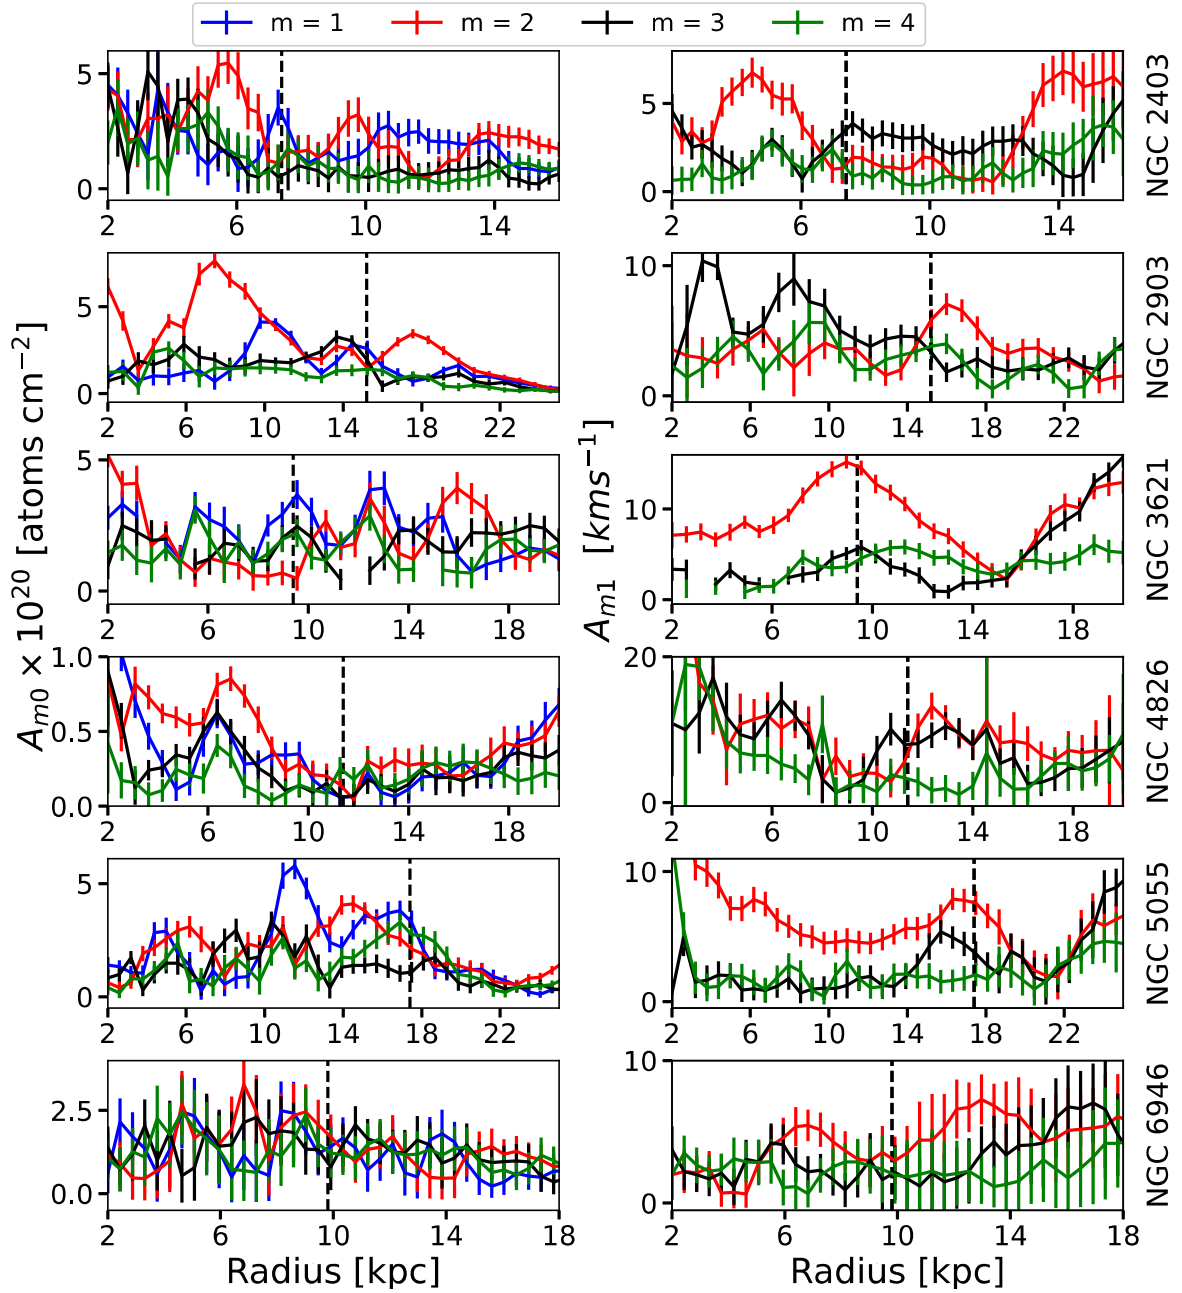 m = 1 m = 2 m = 3 m = 4
A_{m0} × 10^{20} [atoms cm^{−2}]
A_{m1} [kms^{−1}]
5
0
2 6 10 14
5
0
2 6 10 14
NGC 2403
5
0
2 6 10 14 18 22
10
5
0
2 6 10 14 18 22
NGC 2903
5
0
2 6 10 14 18
10
0
2 6 10 14 18
NGC 3621
1.0
0.5
0.0
2 6 10 14 18
20
10
0
2 6 10 14 18
NGC 4826
5
0
2 6 10 14 18 22
10
5
0
2 6 10 14 18 22
NGC 5055
2.5
0.0
2 6 10 14 18
10
5
0
2 6 10 14 18
NGC 6946
Radius [kpc] Radius [kpc]